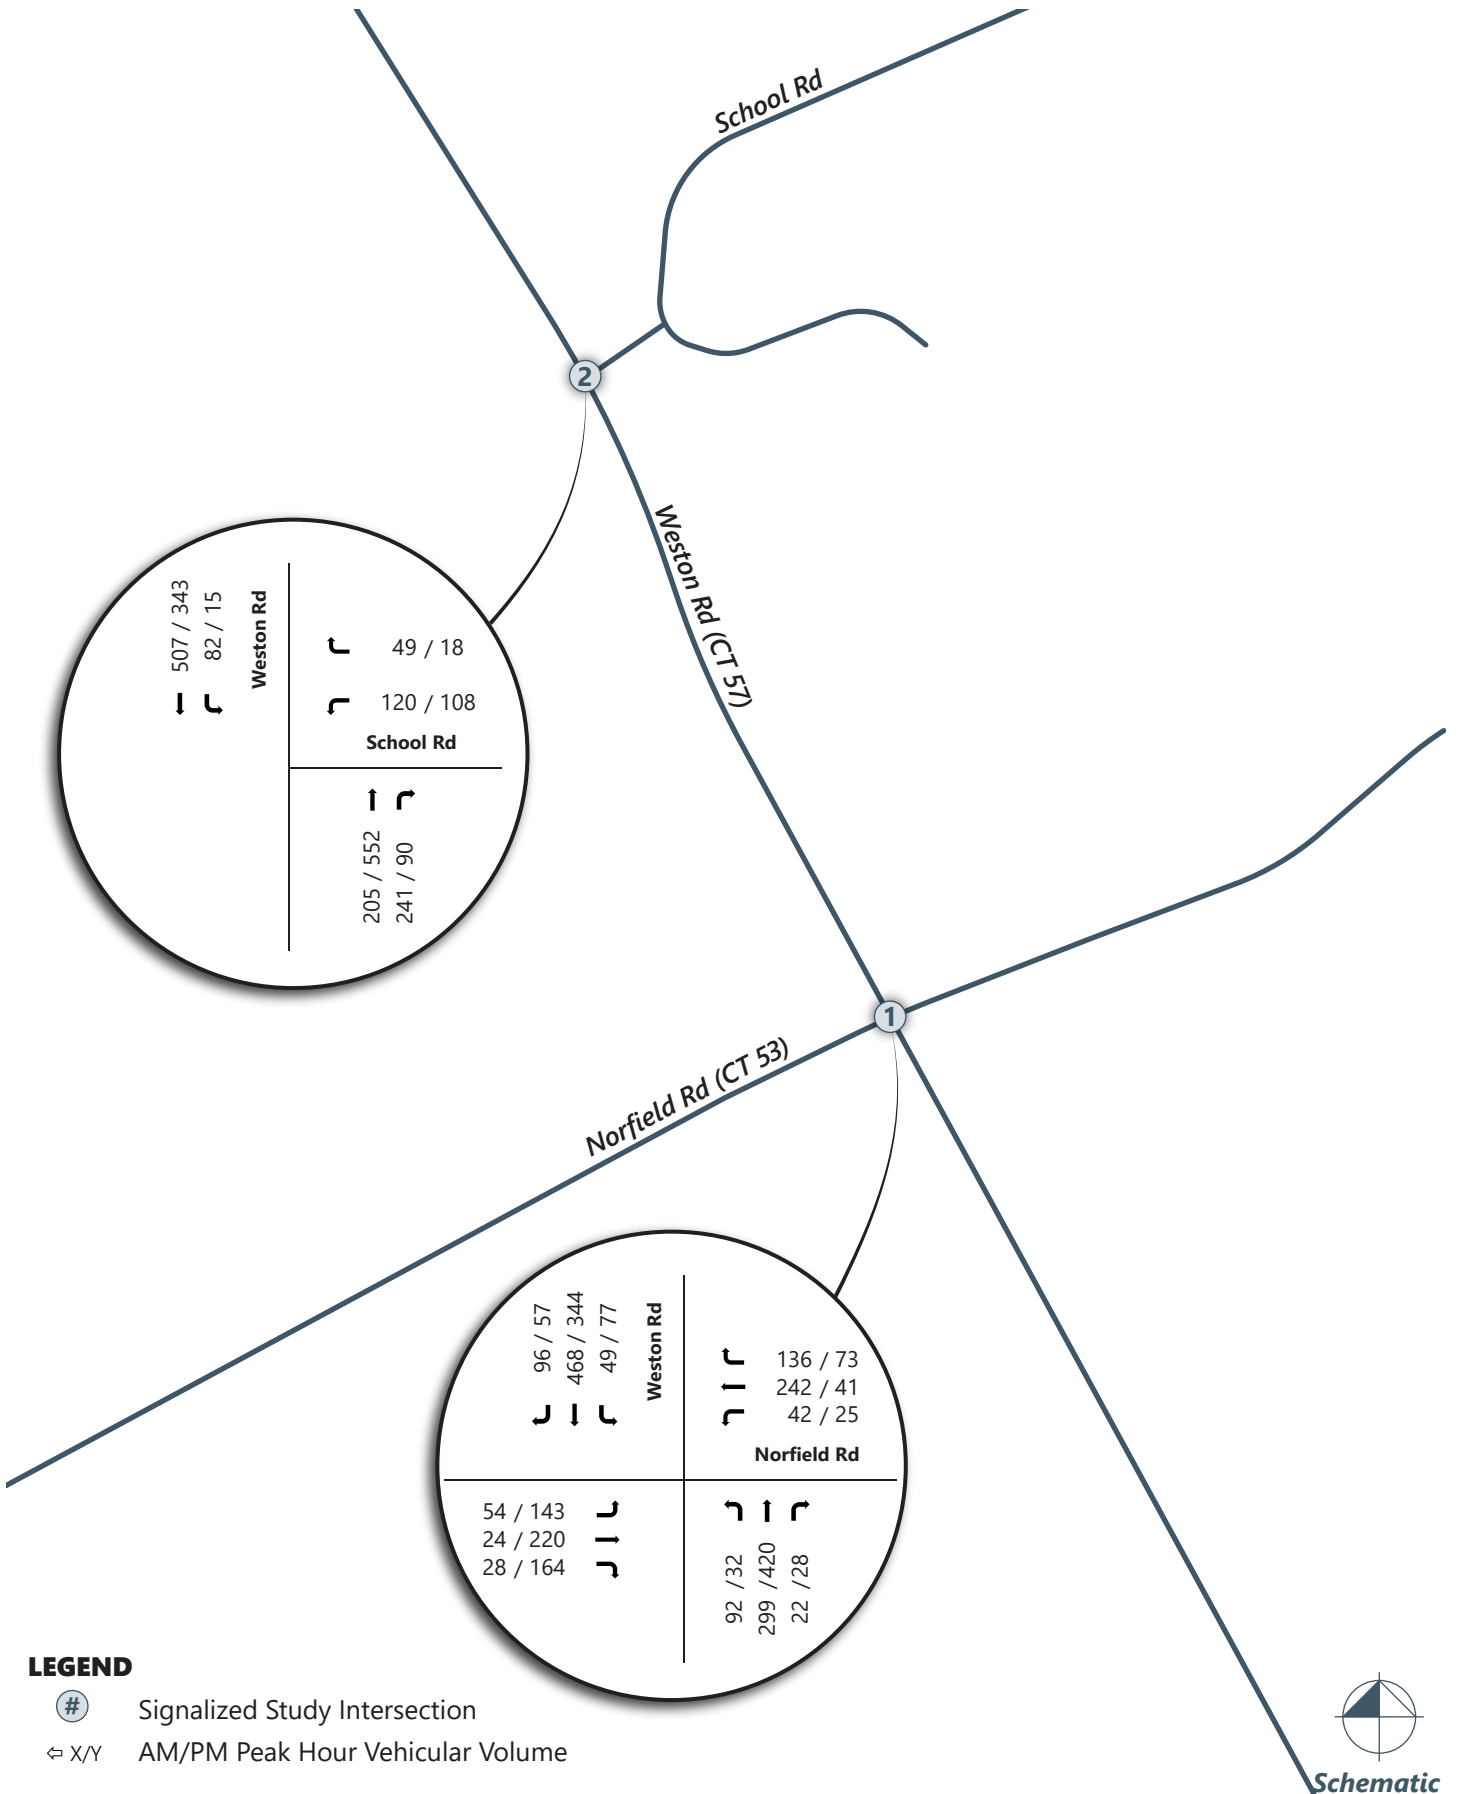 School Rd
2
Weston Rd (CT 57)
507 / 343
82 / 15
Weston Rd
49 / 18
120 / 108
School Rd
205 / 552
241 / 90
1
Norfield Rd (CT 53)
96 / 57
468 / 344
49 / 77
Weston Rd
136 / 73
242 / 41
42 / 25
Norfield Rd
54 / 143
24 / 220
28 / 164
92 /32
299 /420
22 /28
LEGEND
# Signalized Study Intersection
⇦ X/Y AM/PM Peak Hour Vehicular Volume
Schematic